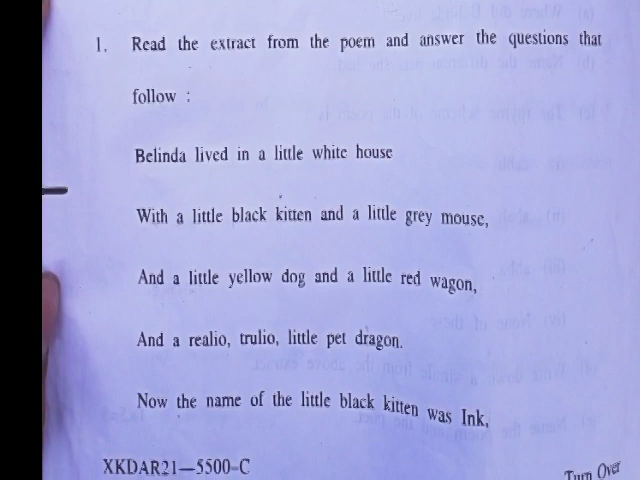 1. Read the extract from the poem and answer the questions that
follow :
Belinda lived in a little white house
With a little black kitten and a little grey mouse,
And a little yellow dog and a little red wagon,
And a realio, trulio, little pet dragon.
Now the name of the little black kitten was Ink,
XKDAR21—5500–C
Turn Over